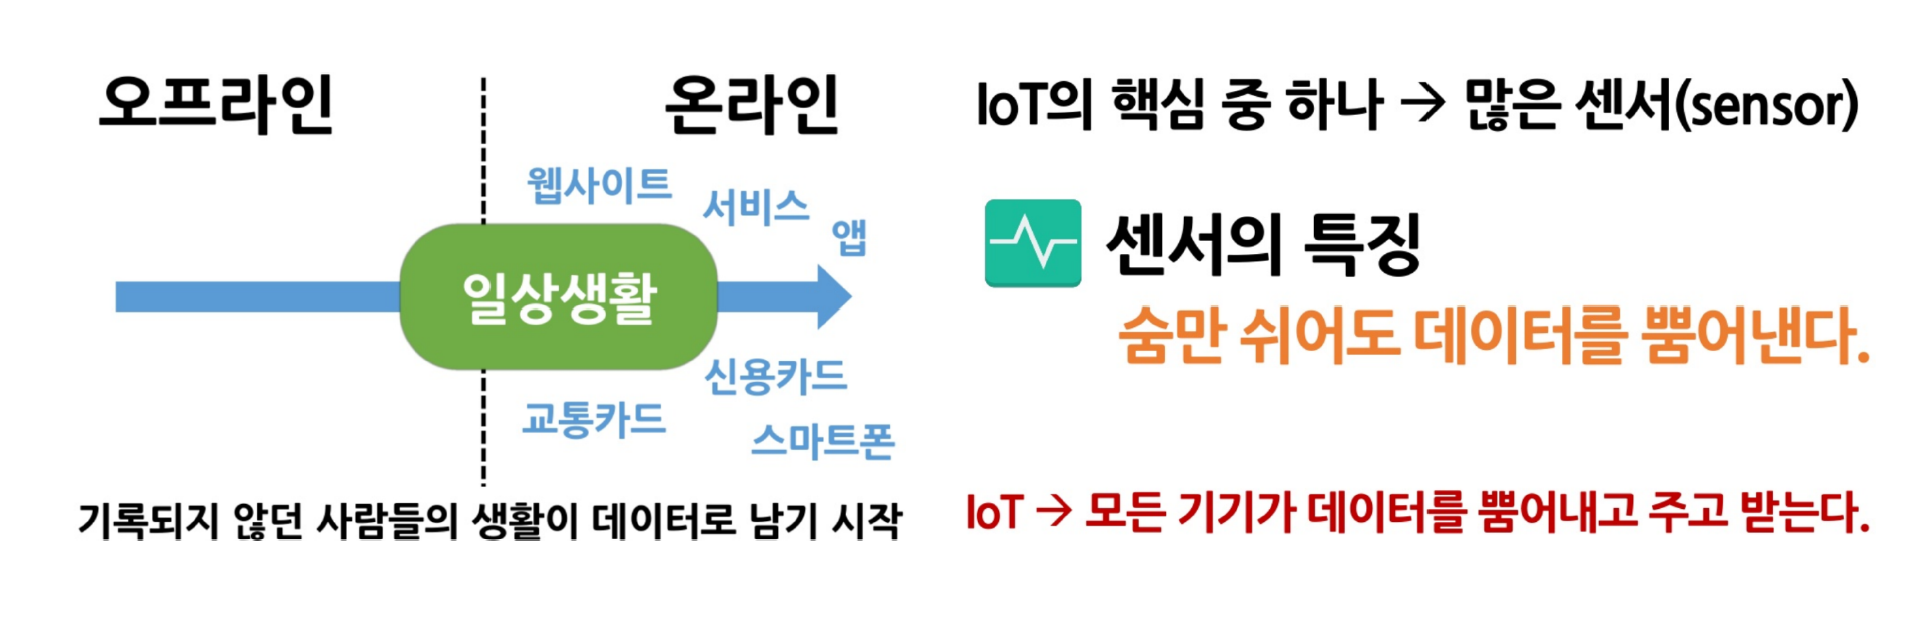 오프라인
온라인
웹사이트
서비스
앱
일상생활
신용카드
교통카드
스마트폰
기록되지 않던 사람들의 생활이 데이터로 남기 시작
IoT의 핵심 중 하나 → 많은 센서(sensor)
센서의 특징
숨만 쉬어도 데이터를 뿜어낸다.
IoT → 모든 기기가 데이터를 뿜어내고 주고 받는다.